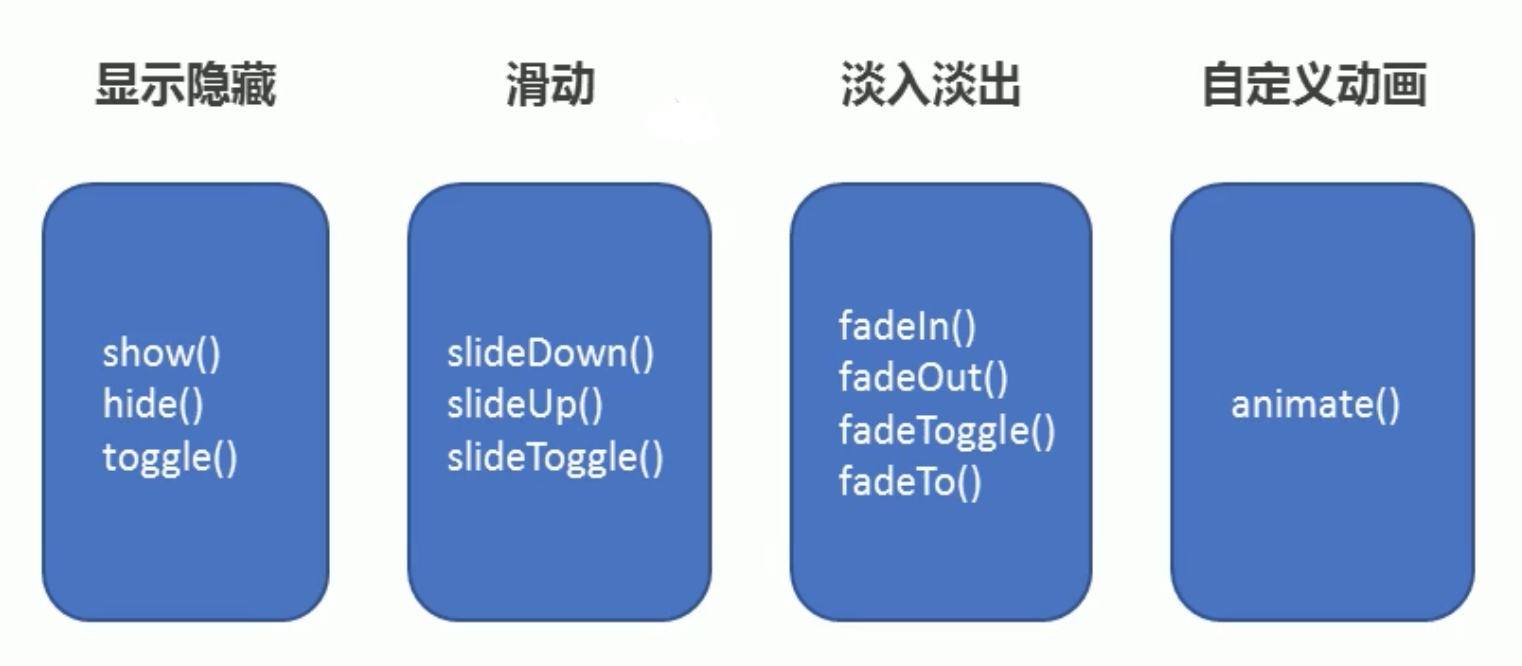 显示隐藏
滑动
淡入淡出
自定义动画
show()
hide()
toggle()
slideDown()
slideUp()
slideToggle()
fadeIn()
fadeOut()
fadeToggle()
fadeTo()
animate()